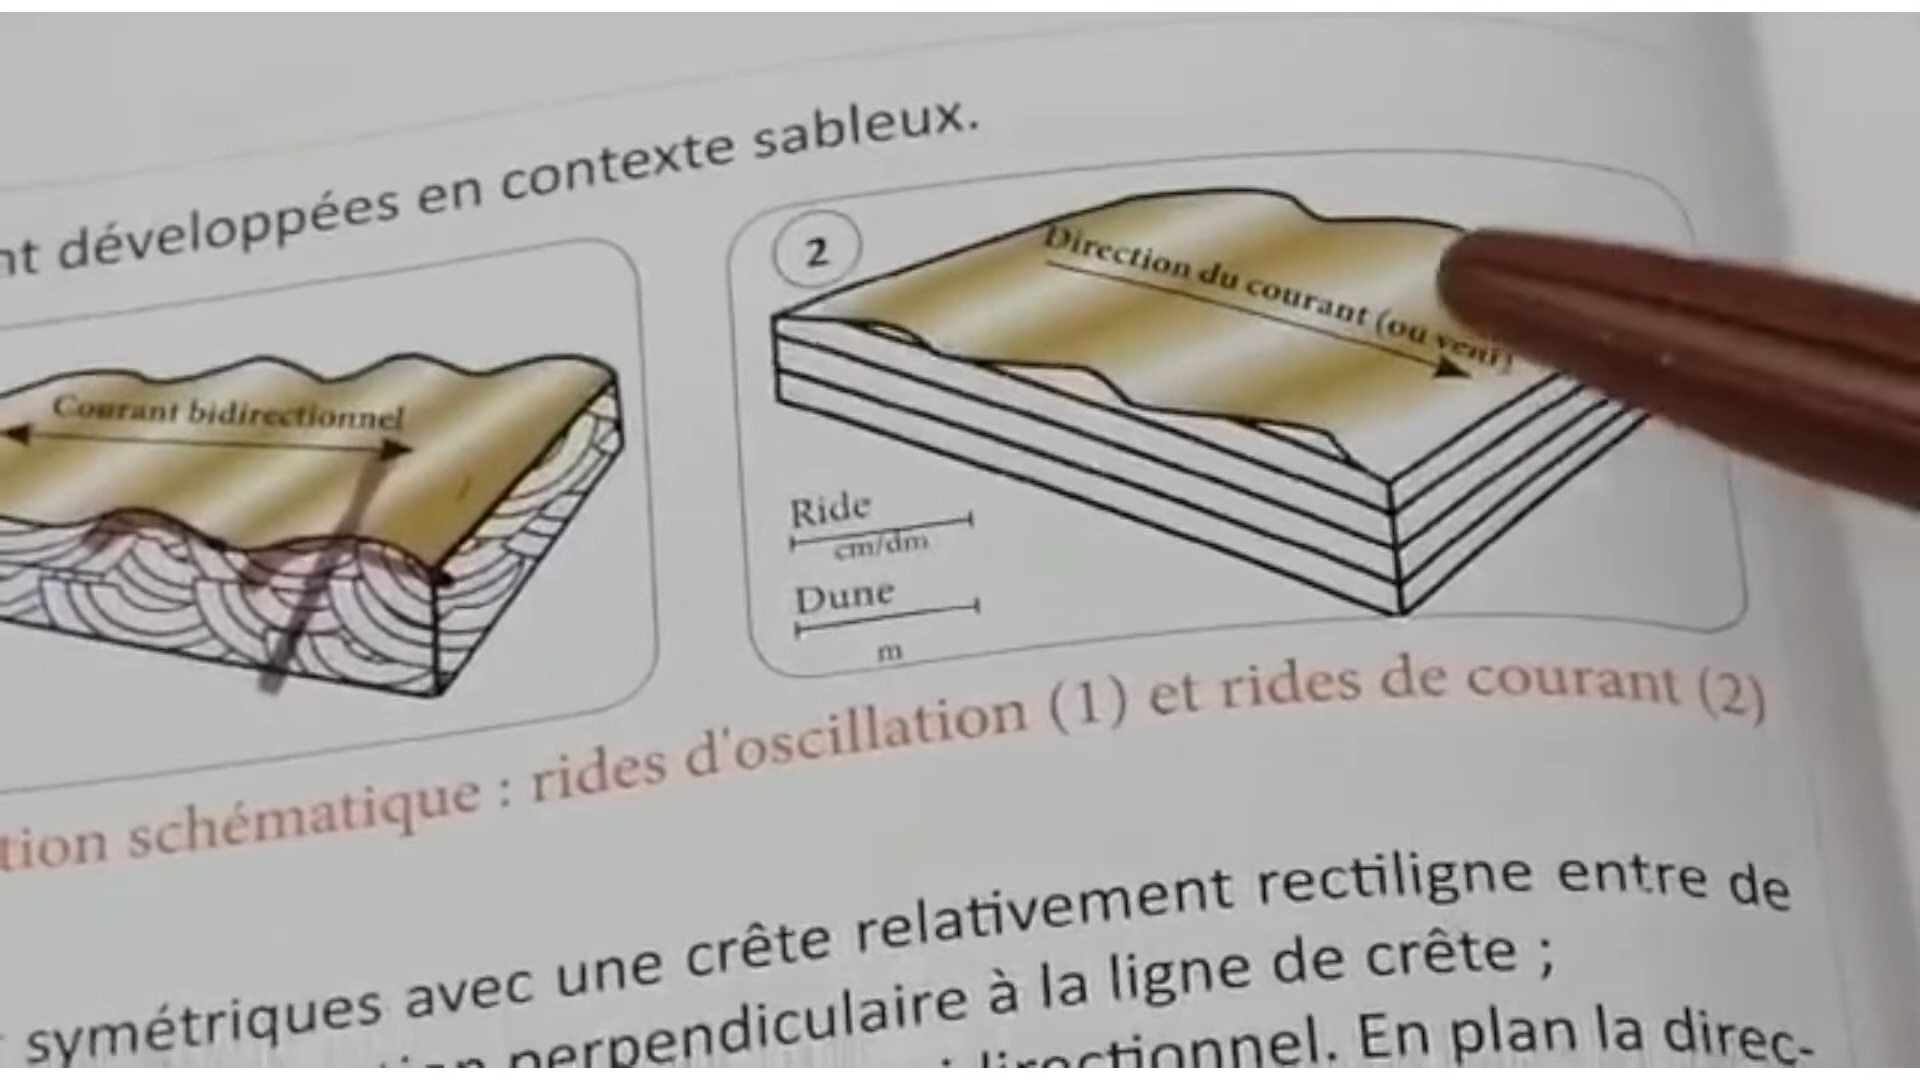 nt développées en contexte sableux.
Courant bidirectionnel
2
Direction du courant (ou vent)
Ride
cm/dm
Dune
m
tion schématique : rides d'oscillation (1) et rides de courant (2)
symétriques avec une crête relativement rectiligne entre de
perpendiculaire à la ligne de crête ;
directionnel. En plan la direc-